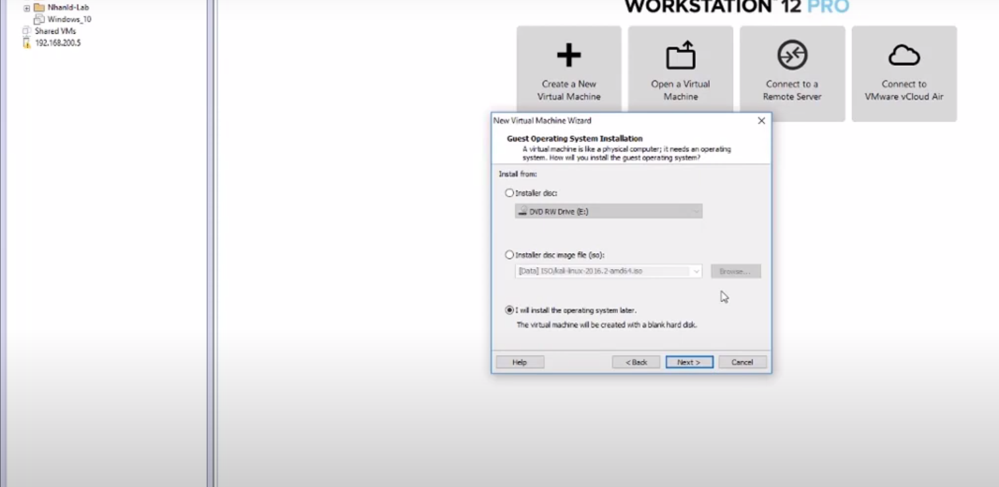 Nhanld-Lab
Windows_10
Shared VMs
192.168.200.5
WORKSTATION 12 PRO
Create a New
Virtual Machine
Open a Virtual
Machine
Connect to a
Remote Server
Connect to
VMware vCloud Air
New Virtual Machine Wizard
Guest Operating System Installation
A virtual machine is like a physical computer; it needs an operating
system. How will you install the guest operating system?
Install from:
Installer disc:
DVD RW Drive (E:)
Installer disc image file (iso):
[Data] ISO/kali-linux-2016.2-amd64.iso
Browse...
I will install the operating system later.
The virtual machine will be created with a blank hard disk.
Help
< Back
Next >
Cancel